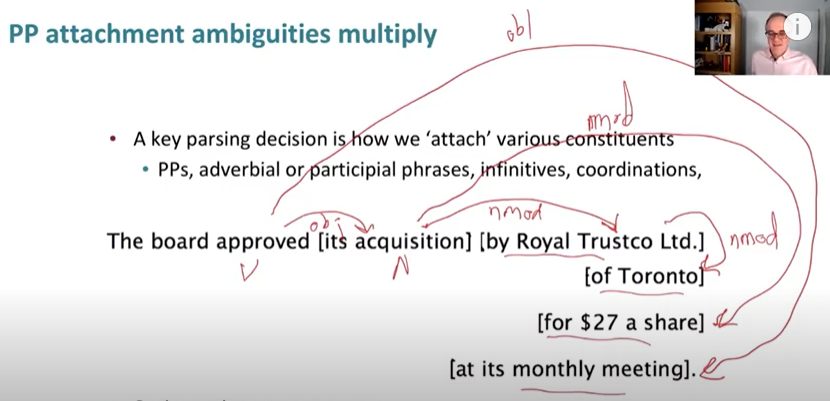 PP attachment ambiguities multiply
obl
nmod
• A key parsing decision is how we ‘attach’ various constituents
• PPs, adverbial or participial phrases, infinitives, coordinations,
obj
nmod
The board approved [its acquisition] [by Royal Trustco Ltd.]
nmod
V
N
[of Toronto]
[for $27 a share]
[at its monthly meeting].